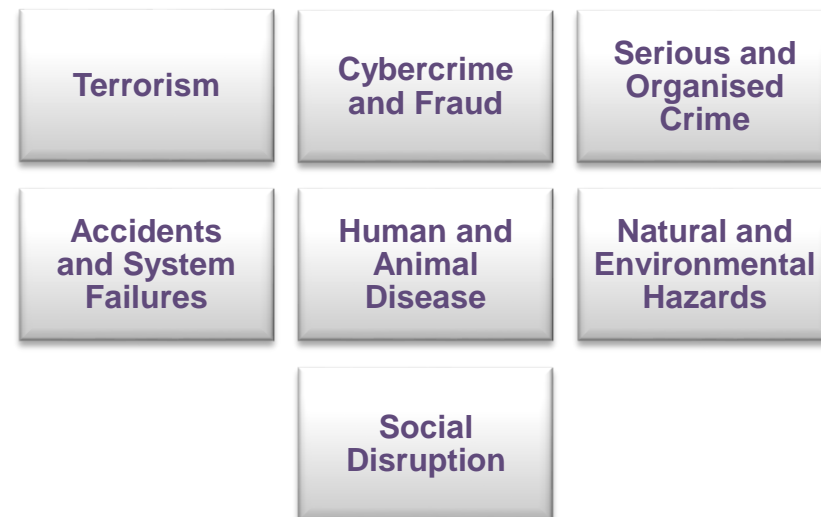 Terrorism
Cybercrime
and Fraud
Serious and
Organised
Crime
Accidents
and System
Failures
Human and
Animal
Disease
Natural and
Environmental
Hazards
Social
Disruption